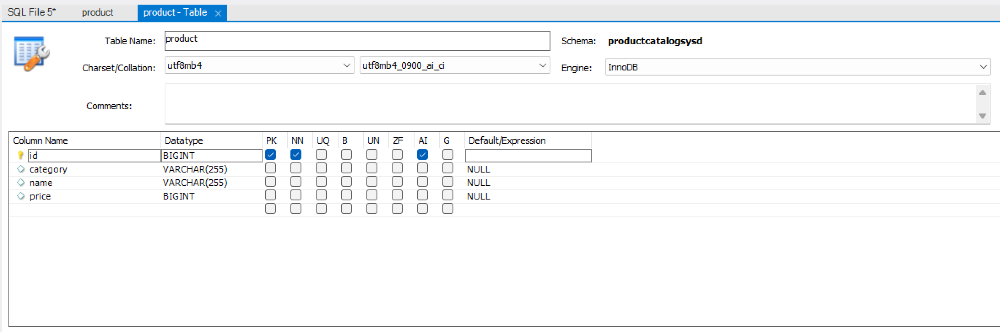 SQL File 5* product product - Table
Table Name: product Schema: productcatalogsysd
Charset/Collation: utf8mb4 utf8mb4_0900_ai_ci Engine: InnoDB
Comments:
Column Name Datatype PK NN UQ B UN ZF AI G Default/Expression
id BIGINT
category VARCHAR(255) NULL
name VARCHAR(255) NULL
price BIGINT NULL